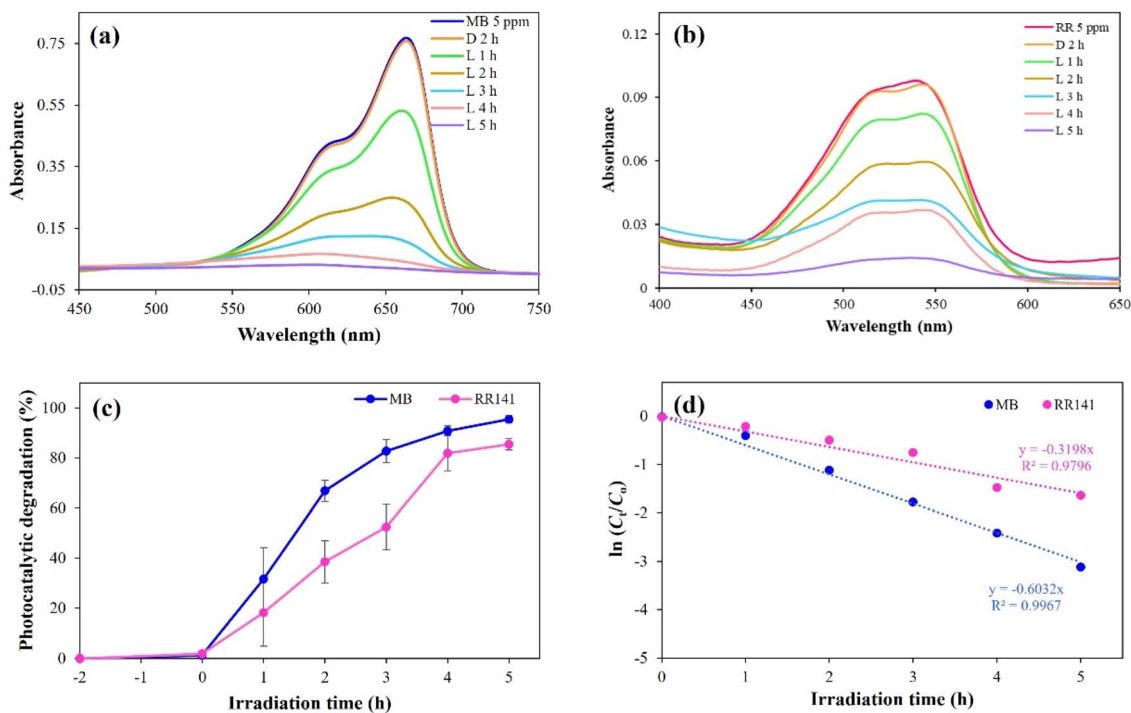 (a)
MB 5 ppm
D 2 h
L 1 h
L 2 h
L 3 h
L 4 h
L 5 h
0.75
0.55
0.35
0.15
-0.05
450 500 550 600 650 700 750
Absorbance
Wavelength (nm)
(b)
RR 5 ppm
D 2 h
L 1 h
L 2 h
L 3 h
L 4 h
L 5 h
0.12
0.09
0.06
0.03
0
400 450 500 550 600 650
Absorbance
Wavelength (nm)
(c)
MB RR141
100
80
60
40
20
0
-2 -1 0 1 2 3 4 5
Photocatalytic degradation (%)
Irradiation time (h)
(d)
MB RR141
0
-1
-2
-3
-4
-5
y = -0.3198x
R² = 0.9796
y = -0.6032x
R² = 0.9967
0 1 2 3 4 5
ln (Ct/Co)
Irradiation time (h)